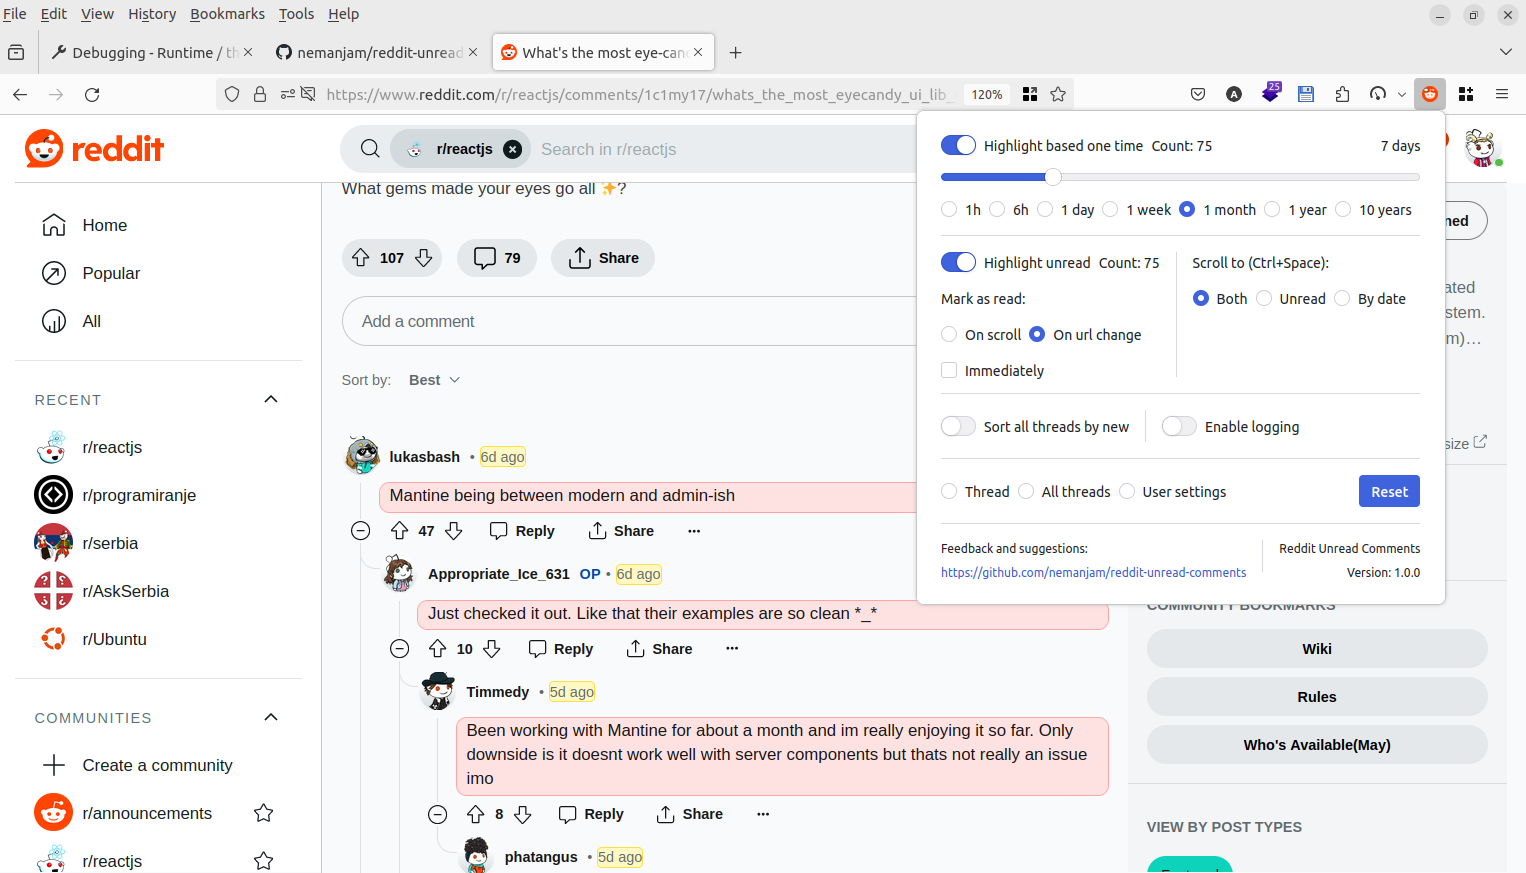 File Edit View History Bookmarks Tools Help
Debugging - Runtime / th
nemanjam/reddit-unread
What's the most eye-can
https://www.reddit.com/r/reactjs/comments/1c1my17/whats_the_most_eyecandy_ui_lib_
120%
A
25
reddit
r/reactjs
Search in r/reactjs
What gems made your eyes go all ✨?
107
79
Share
Add a comment
Sort by: Best
Home
Popular
All
RECENT
r/reactjs
r/programiranje
r/serbia
r/AskSerbia
r/Ubuntu
COMMUNITIES
Create a community
r/announcements
r/reactjs
lukasbash • 6d ago
Mantine being between modern and admin-ish
47 Reply Share ···
Appropriate_Ice_631 OP • 6d ago
Just checked it out. Like that their examples are so clean *_*
10 Reply Share ···
Timmedy • 5d ago
Been working with Mantine for about a month and im really enjoying it so far. Only
downside is it doesnt work well with server components but thats not really an issue
imo
8 Reply Share ···
phatangus • 5d ago
Highlight based one time Count: 75 7 days
1h 6h 1 day 1 week 1 month 1 year 10 years
Highlight unread Count: 75
Mark as read:
On scroll On url change
Immediately
Scroll to (Ctrl+Space):
Both Unread By date
Sort all threads by new
Enable logging
Thread All threads User settings
Reset
Feedback and suggestions:
https://github.com/nemanjam/reddit-unread-comments
Reddit Unread Comments
Version: 1.0.0
ned
ated
stem.
m)…
size
COMMUNITY BOOKMARKS
Wiki
Rules
Who's Available(May)
VIEW BY POST TYPES